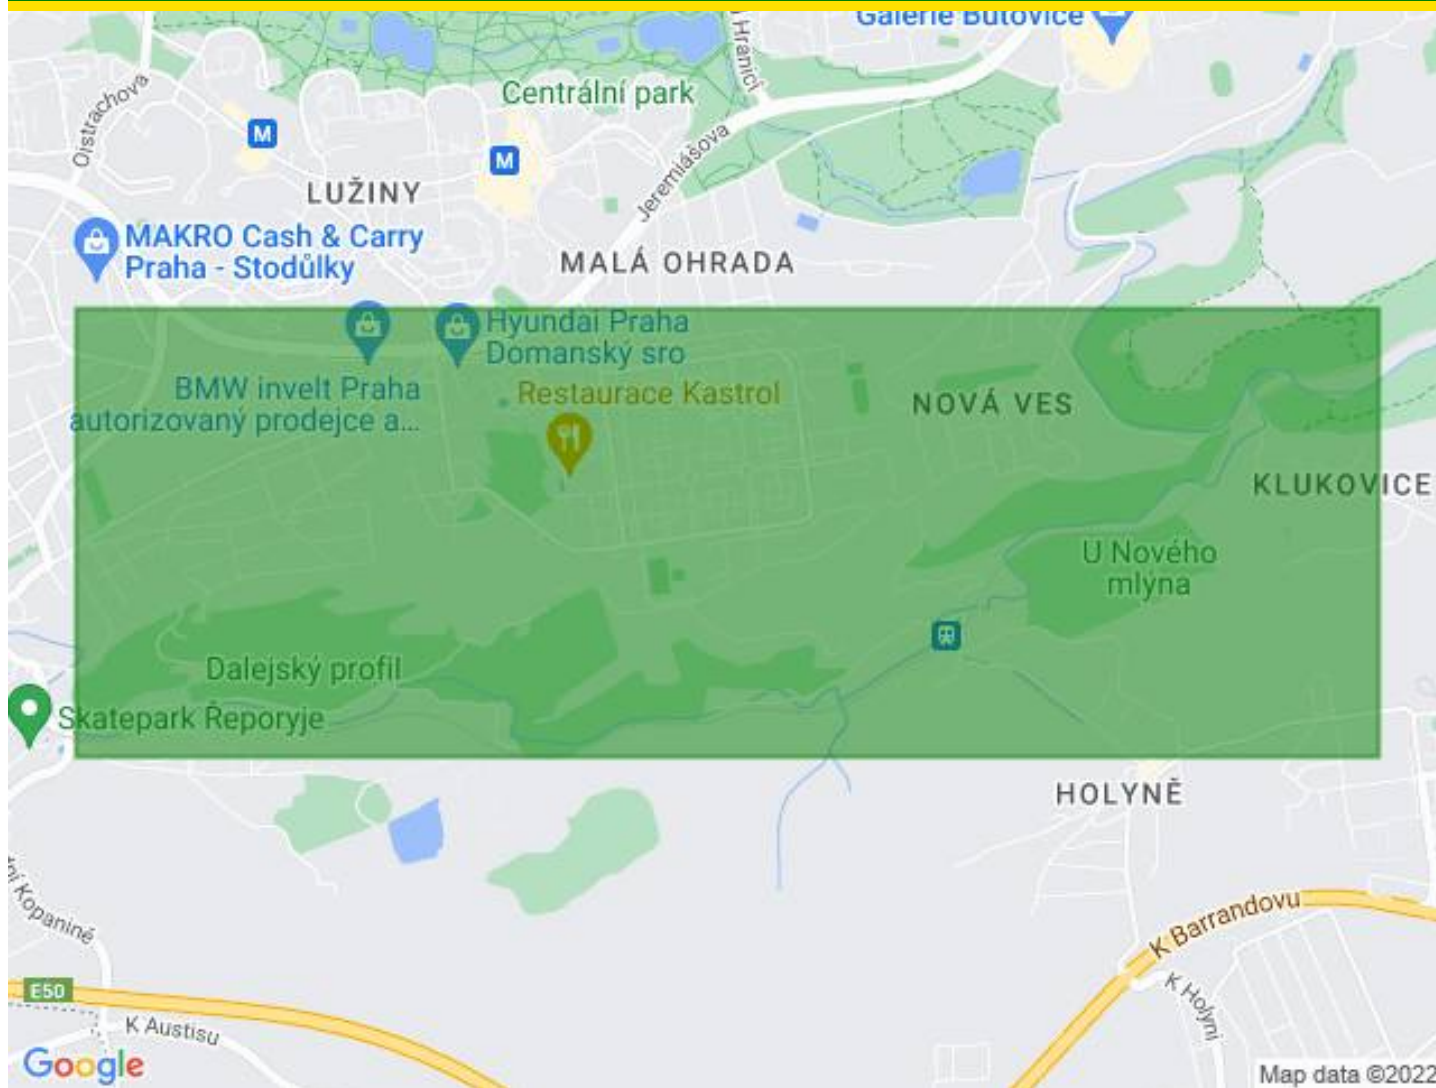 Galerie Butovice
Hranicí
Centrální park
Oistrachova
M
M
Jeremiášova
LUŽINY
MAKRO Cash & Carry
Praha - Stodůlky
MALÁ OHRADA
Hyundai Praha
Domanský sro
BMW invelt Praha
autorizovaný prodejce a...
Restaurace Kastrol
NOVÁ VES
KLUKOVICE
U Nového
mlýna
Dalejský profil
Skatepark Řeporyje
HOLYNĚ
Kopanině
K Barrandovu
K Holyni
E50
K Austisu
Google
Map data ©2022